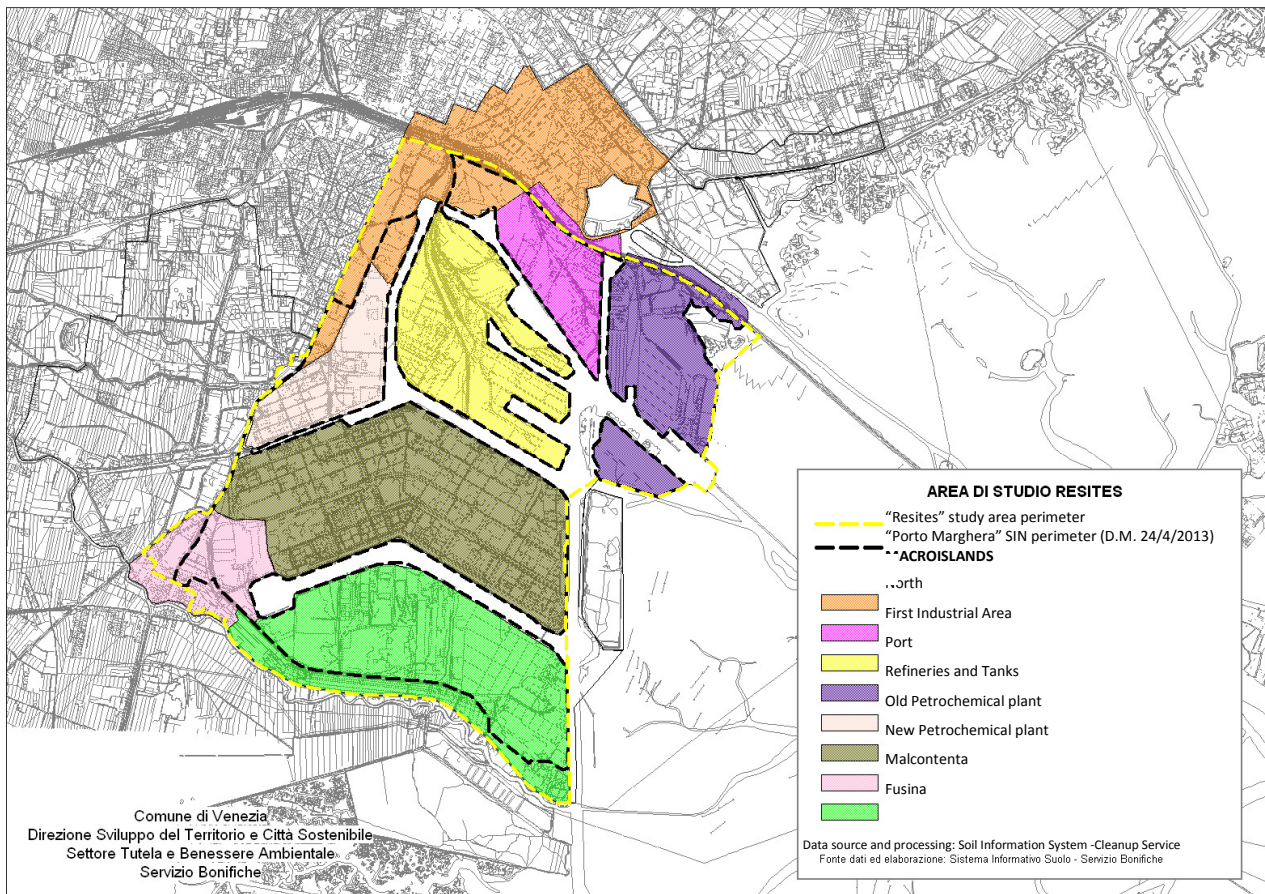 AREA DI STUDIO RESITES
“Resites” study area perimeter
“Porto Marghera” SIN perimeter (D.M. 24/4/2013)
MACROISLANDS
North
First Industrial Area
Port
Refineries and Tanks
Old Petrochemical plant
New Petrochemical plant
Malcontenta
Fusina
Data source and processing: Soil Information System -Cleanup Service
Fonte dati ed elaborazione: Sistema Informativo Suolo - Servizio Bonifiche
Comune di Venezia
Direzione Sviluppo del Territorio e Città Sostenibile
Settore Tutela e Benessere Ambientale
Servizio Bonifiche